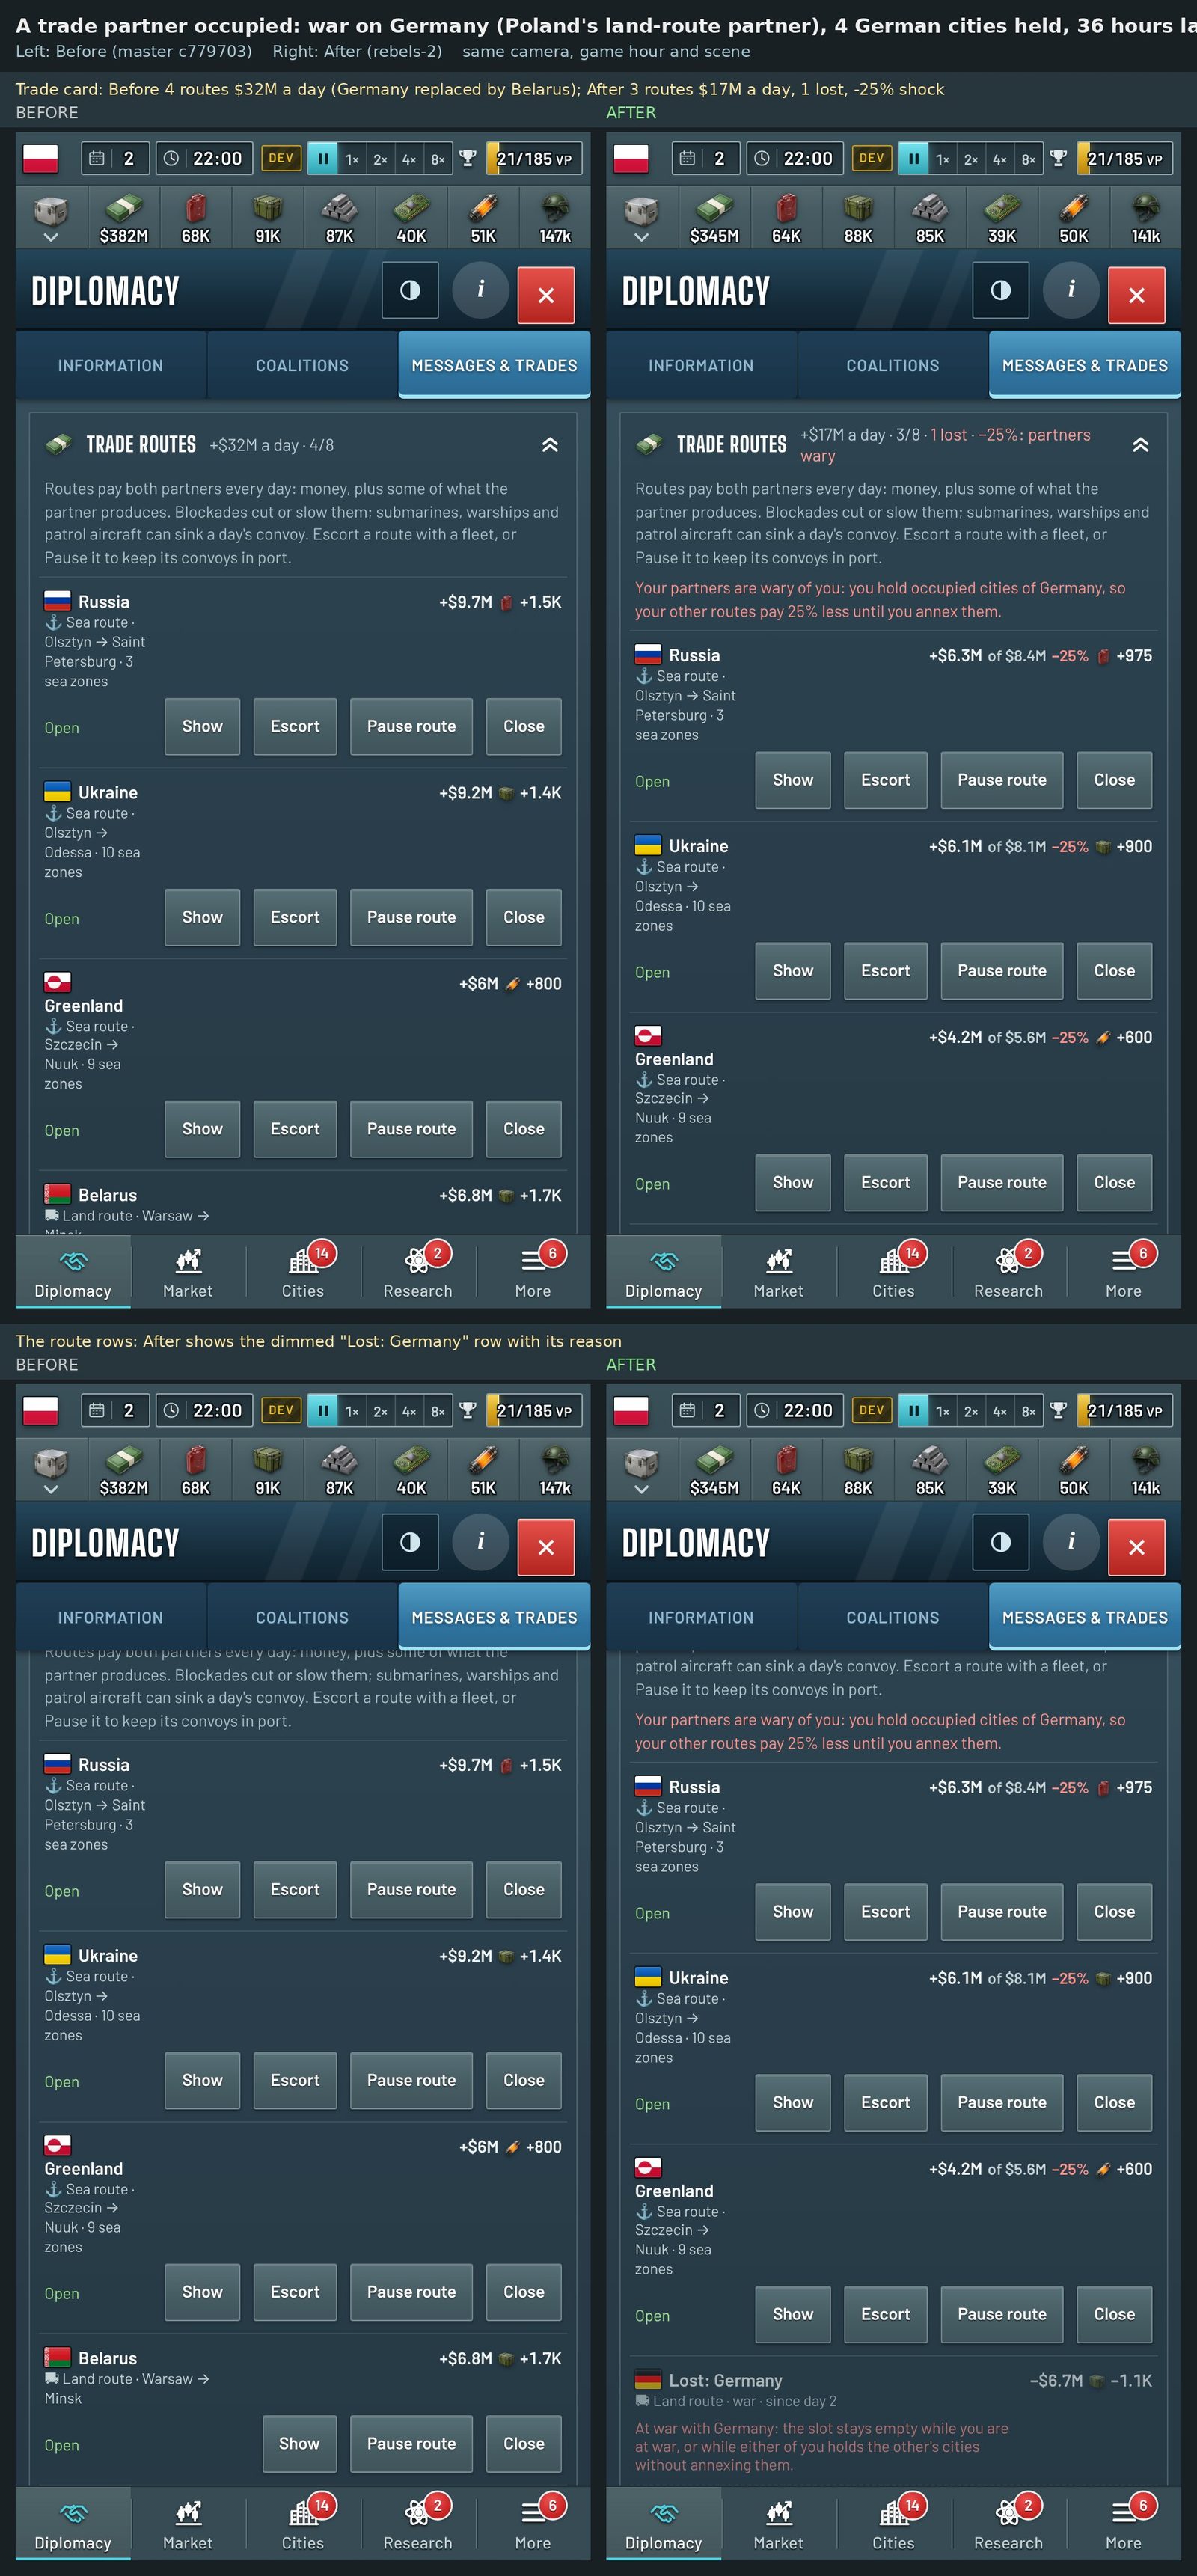 A trade partner occupied: war on Germany (Poland's land-route partner), 4 German cities held, 36 hours la
Left: Before (master c779703) Right: After (rebels-2) same camera, game hour and scene
Trade card: Before 4 routes $32M a day (Germany replaced by Belarus); After 3 routes $17M a day, 1 lost, -25% shock
BEFORE
2 22:00 DEV 1× 2× 4× 8× 21/185 VP
$382M 68K 91K 87K 40K 51K 147k
DIPLOMACY i ×
INFORMATION COALITIONS MESSAGES & TRADES
TRADE ROUTES +$32M a day · 4/8
Routes pay both partners every day: money, plus some of what the
partner produces. Blockades cut or slow them; submarines, warships and
patrol aircraft can sink a day's convoy. Escort a route with a fleet, or
Pause it to keep its convoys in port.
Russia +$9.7M +1.5K
Sea route ·
Olsztyn → Saint
Petersburg · 3
sea zones
Open Show Escort Pause route Close
Ukraine +$9.2M +1.4K
Sea route ·
Olsztyn →
Odessa · 10 sea
zones
Open Show Escort Pause route Close
Greenland +$6M +800
Sea route ·
Szczecin →
Nuuk · 9 sea
zones
Open Show Escort Pause route Close
Belarus +$6.8M +1.7K
Land route · Warsaw →
Minsk
Diplomacy Market Cities 14 Research 2 More 6
AFTER
2 22:00 DEV 1× 2× 4× 8× 21/185 VP
$345M 64K 88K 85K 39K 50K 141k
DIPLOMACY i ×
INFORMATION COALITIONS MESSAGES & TRADES
TRADE ROUTES +$17M a day · 3/8 · 1 lost · −25%: partners
wary
Routes pay both partners every day: money, plus some of what the
partner produces. Blockades cut or slow them; submarines, warships and
patrol aircraft can sink a day's convoy. Escort a route with a fleet, or
Pause it to keep its convoys in port.
Your partners are wary of you: you hold occupied cities of Germany, so
your other routes pay 25% less until you annex them.
Russia +$6.3M of $8.4M −25% +975
Sea route ·
Olsztyn → Saint
Petersburg · 3
sea zones
Open Show Escort Pause route Close
Ukraine +$6.1M of $8.1M −25% +900
Sea route ·
Olsztyn →
Odessa · 10 sea
zones
Open Show Escort Pause route Close
Greenland +$4.2M of $5.6M −25% +600
Sea route ·
Szczecin →
Nuuk · 9 sea
zones
Open Show Escort Pause route Close
Diplomacy Market Cities 14 Research 2 More 6
The route rows: After shows the dimmed "Lost: Germany" row with its reason
BEFORE
2 22:00 DEV 1× 2× 4× 8× 21/185 VP
$382M 68K 91K 87K 40K 51K 147k
DIPLOMACY i ×
INFORMATION COALITIONS MESSAGES & TRADES
Routes pay both partners every day: money, plus some of what the
partner produces. Blockades cut or slow them; submarines, warships and
patrol aircraft can sink a day's convoy. Escort a route with a fleet, or
Pause it to keep its convoys in port.
Russia +$9.7M +1.5K
Sea route ·
Olsztyn → Saint
Petersburg · 3
sea zones
Open Show Escort Pause route Close
Ukraine +$9.2M +1.4K
Sea route ·
Olsztyn →
Odessa · 10 sea
zones
Open Show Escort Pause route Close
Greenland +$6M +800
Sea route ·
Szczecin →
Nuuk · 9 sea
zones
Open Show Escort Pause route Close
Belarus +$6.8M +1.7K
Land route · Warsaw →
Minsk
Open Show Pause route Close
Diplomacy Market Cities 14 Research 2 More 6
AFTER
2 22:00 DEV 1× 2× 4× 8× 21/185 VP
$345M 64K 88K 85K 39K 50K 141k
DIPLOMACY i ×
INFORMATION COALITIONS MESSAGES & TRADES
patrol aircraft can sink a day's convoy. Escort a route with a fleet, or
Pause it to keep its convoys in port.
Your partners are wary of you: you hold occupied cities of Germany, so
your other routes pay 25% less until you annex them.
Russia +$6.3M of $8.4M −25% +975
Sea route ·
Olsztyn → Saint
Petersburg · 3
sea zones
Open Show Escort Pause route Close
Ukraine +$6.1M of $8.1M −25% +900
Sea route ·
Olsztyn →
Odessa · 10 sea
zones
Open Show Escort Pause route Close
Greenland +$4.2M of $5.6M −25% +600
Sea route ·
Szczecin →
Nuuk · 9 sea
zones
Open Show Escort Pause route Close
Lost: Germany −$6.7M −1.1K
Land route · war · since day 2
At war with Germany: the slot stays empty while you are
at war, or while either of you holds the other's cities
without annexing them.
Diplomacy Market Cities 14 Research 2 More 6